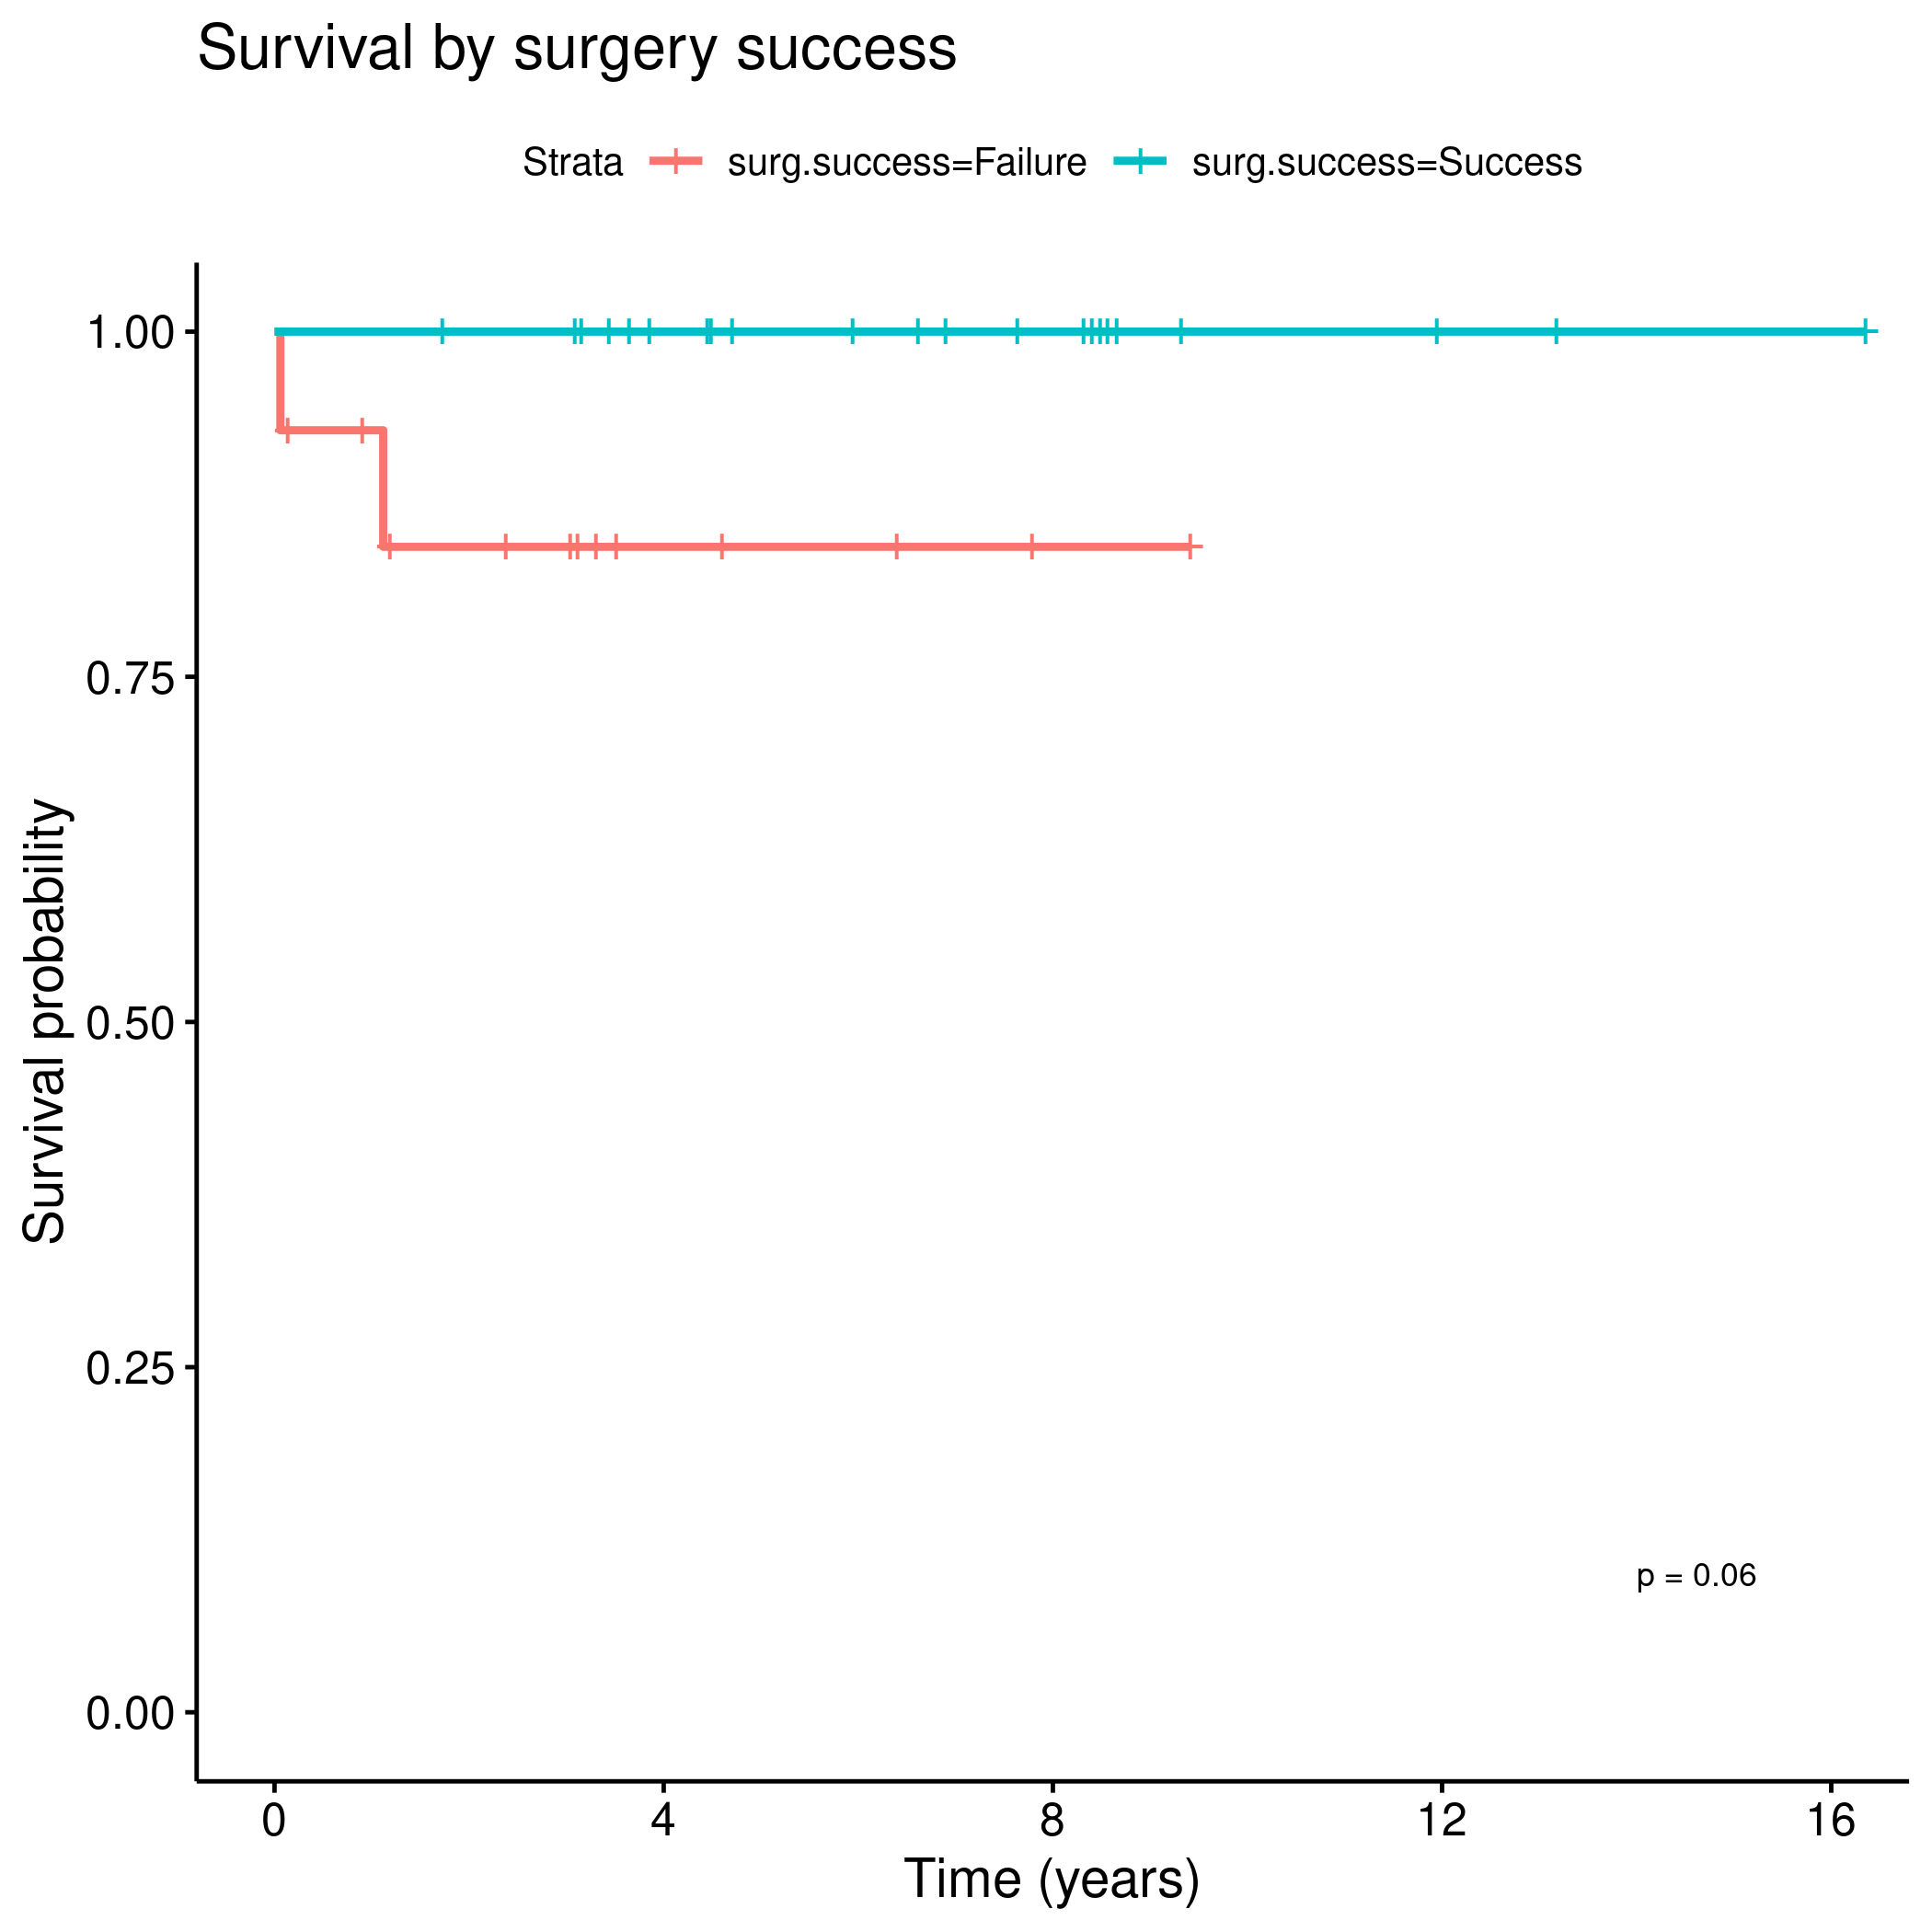 Survival by surgery success
Strata surg.success=Failure surg.success=Success
1.00
0.75
0.50
0.25
0.00
Survival probability
p = 0.06
0 4 8 12 16
Time (years)